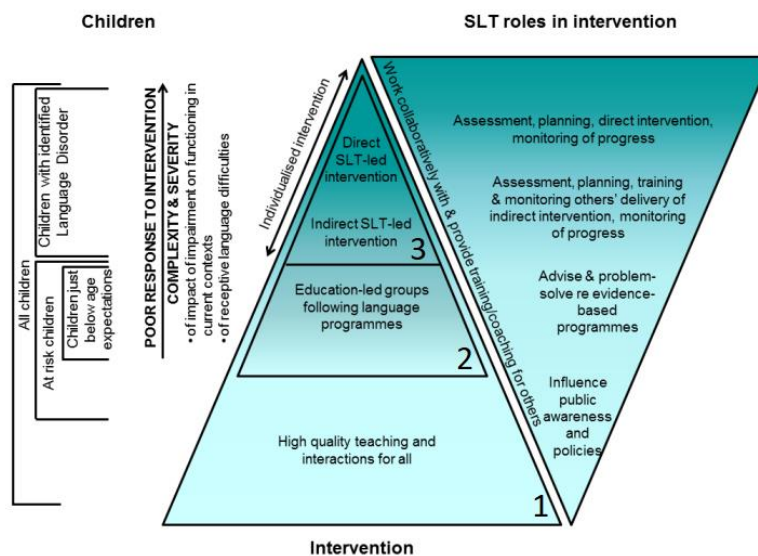 Children
SLT roles in intervention
All children
At risk children
Children just
below age
expectations
Children with identified
Language Disorder
POOR RESPONSE TO INTERVENTION
COMPLEXITY & SEVERITY
• of impact of impairment on functioning in
current contexts
• of receptive language difficulties
Individualised intervention
Direct
SLT-led
intervention
Indirect SLT-led
intervention
3
Education-led groups
following language
programmes
2
High quality teaching and
interactions for all
1
Work collaboratively with & provide training/coaching for others
Assessment, planning, direct intervention,
monitoring of progress
Assessment, planning, training
& monitoring others' delivery of
indirect intervention, monitoring
of progress
Advise & problem-
solve re evidence-
based
programmes
Influence
public
awareness
and
policies
Intervention